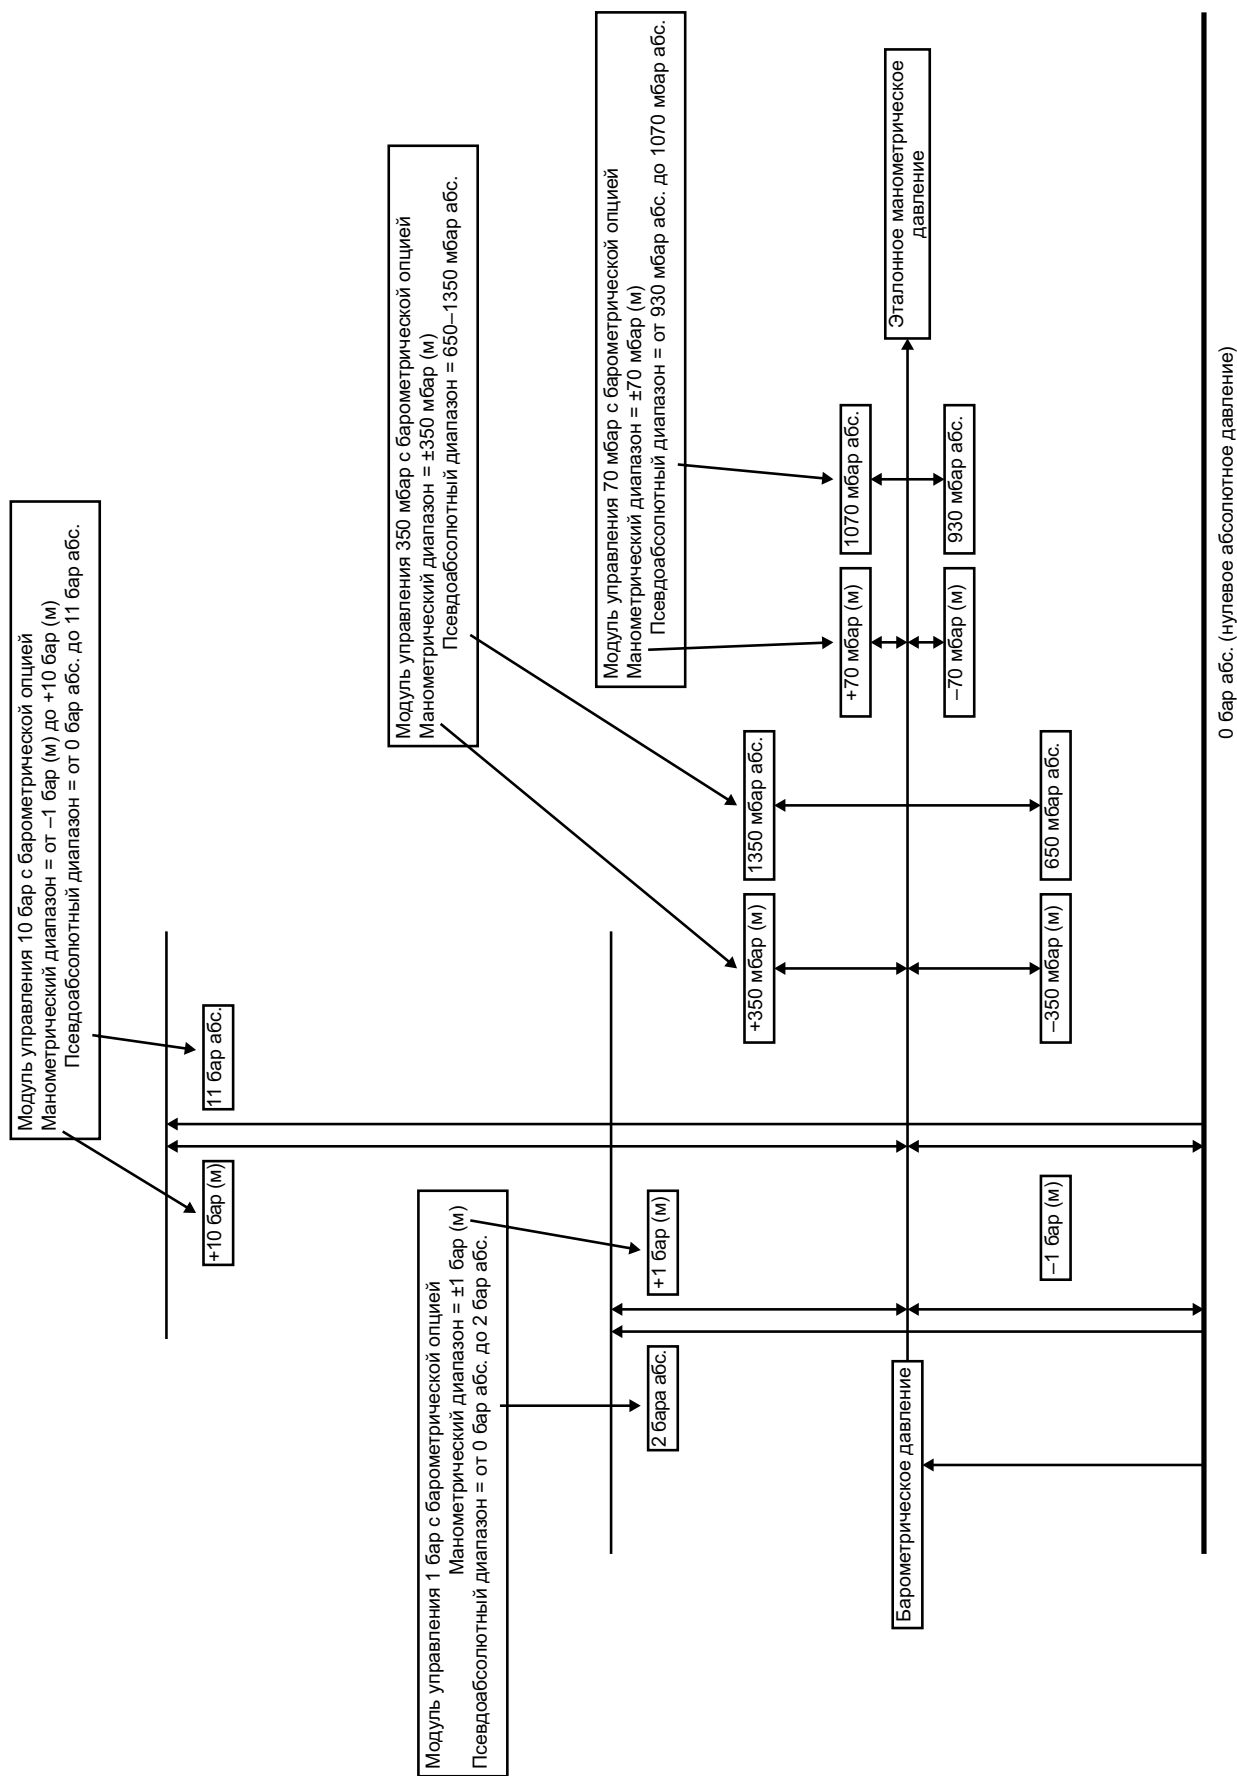 Модуль управления 10 бар с барометрической опцией
Манометрический диапазон = от –1 бар (м) до +10 бар (м)
Псевдоабсолютный диапазон = от 0 бар абс. до 11 бар абс.
+10 бар (м)
11 бар абс.
Модуль управления 350 мбар с барометрической опцией
Манометрический диапазон = ±350 мбар (м)
Псевдоабсолютный диапазон = 650–1350 мбар абс.
Модуль управления 1 бар с барометрической опцией
Манометрический диапазон = ±1 бар (м)
Псевдоабсолютный диапазон = от 0 бар абс. до 2 бар абс.
Модуль управления 70 мбар с барометрической опцией
Манометрический диапазон = ±70 мбар (м)
Псевдоабсолютный диапазон = от 930 мбар абс. до 1070 мбар абс.
2 бара абс.
+1 бар (м)
+350 мбар (м)
1350 мбар абс.
+70 мбар (м)
1070 мбар абс.
Барометрическое давление
Эталонное манометрическое
давление
–70 мбар (м)
930 мбар абс.
–1 бар (м)
–350 мбар (м)
650 мбар абс.
0 бар абс. (нулевое абсолютное давление)